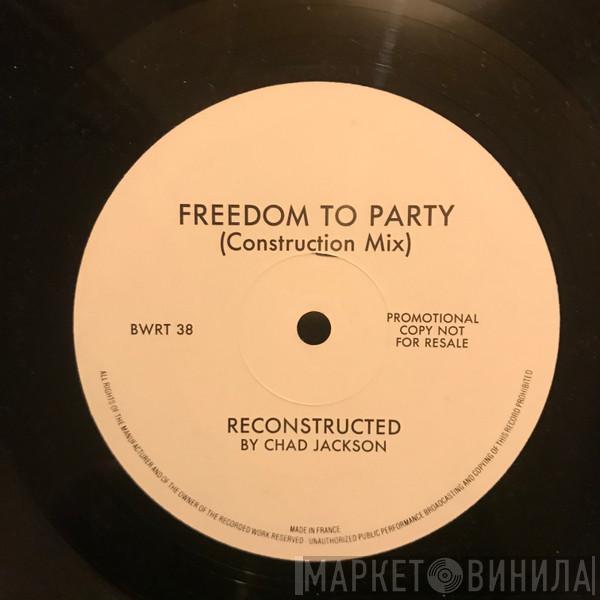 FREEDOM TO PARTY
(Construction Mix)
BWRT 38
PROMOTIONAL
COPY NOT
FOR RESALE
RECONSTRUCTED
BY CHAD JACKSON
ALL RIGHTS OF THE MANUFACTURER AND OF THE OWNER OF THE RECORDED WORK RESERVED · UNAUTHORIZED PUBLIC PERFORMANCE BROADCASTING AND COPYING OF THIS RECORD PROHIBITED
MADE IN FRANCE
МАРКЕТ ВИНИЛА